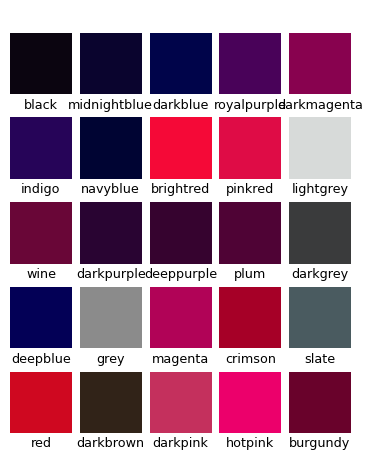 black midnightblue darkblue royalpurple darkmagenta
indigo navyblue brightred pinkred lightgrey
wine darkpurple deeppurple plum darkgrey
deepblue grey magenta crimson slate
red darkbrown darkpink hotpink burgundy